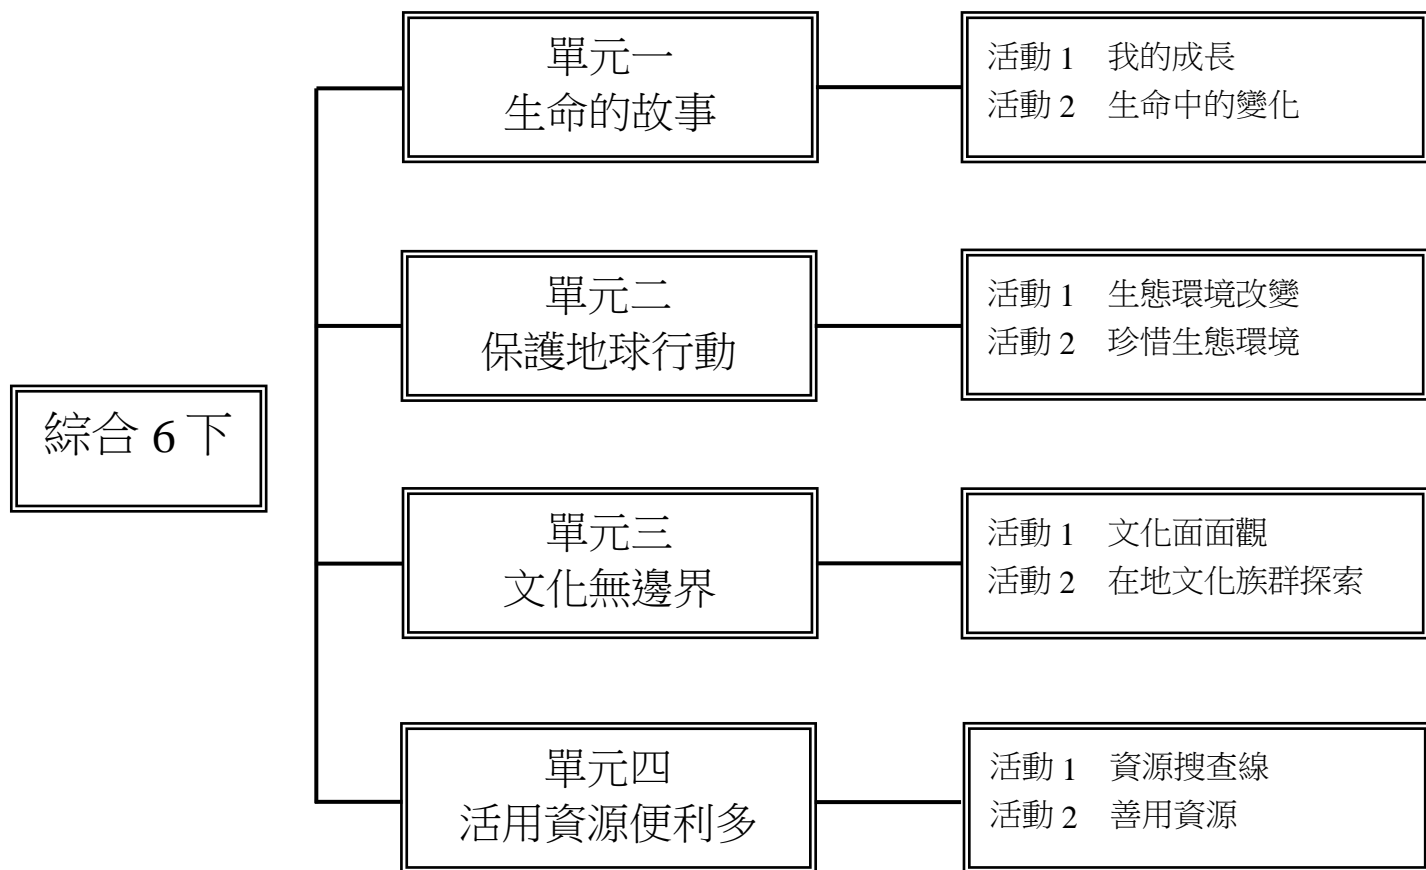 綜合 6 下
單元一
生命的故事
活動 1 我的成長
活動 2 生命中的變化
單元二
保護地球行動
活動 1 生態環境改變
活動 2 珍惜生態環境
單元三
文化無邊界
活動 1 文化面面觀
活動 2 在地文化族群探索
單元四
活用資源便利多
活動 1 資源搜查線
活動 2 善用資源